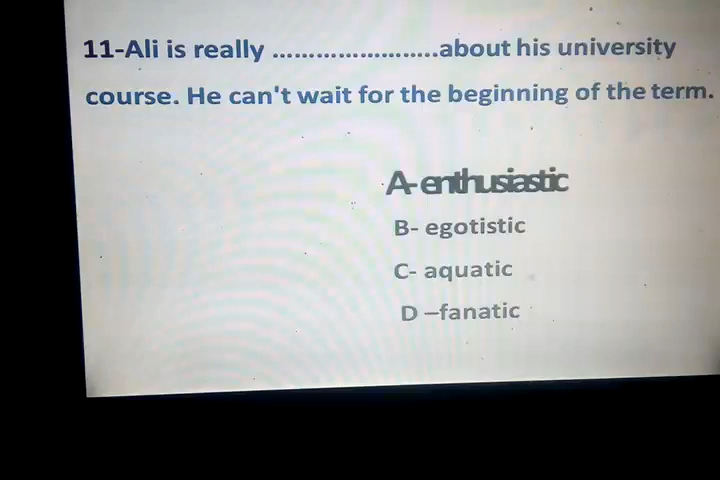 11-Ali is really .......................about his university
course. He can't wait for the beginning of the term.
A- enthusiastic
B- egotistic
C- aquatic
D –fanatic